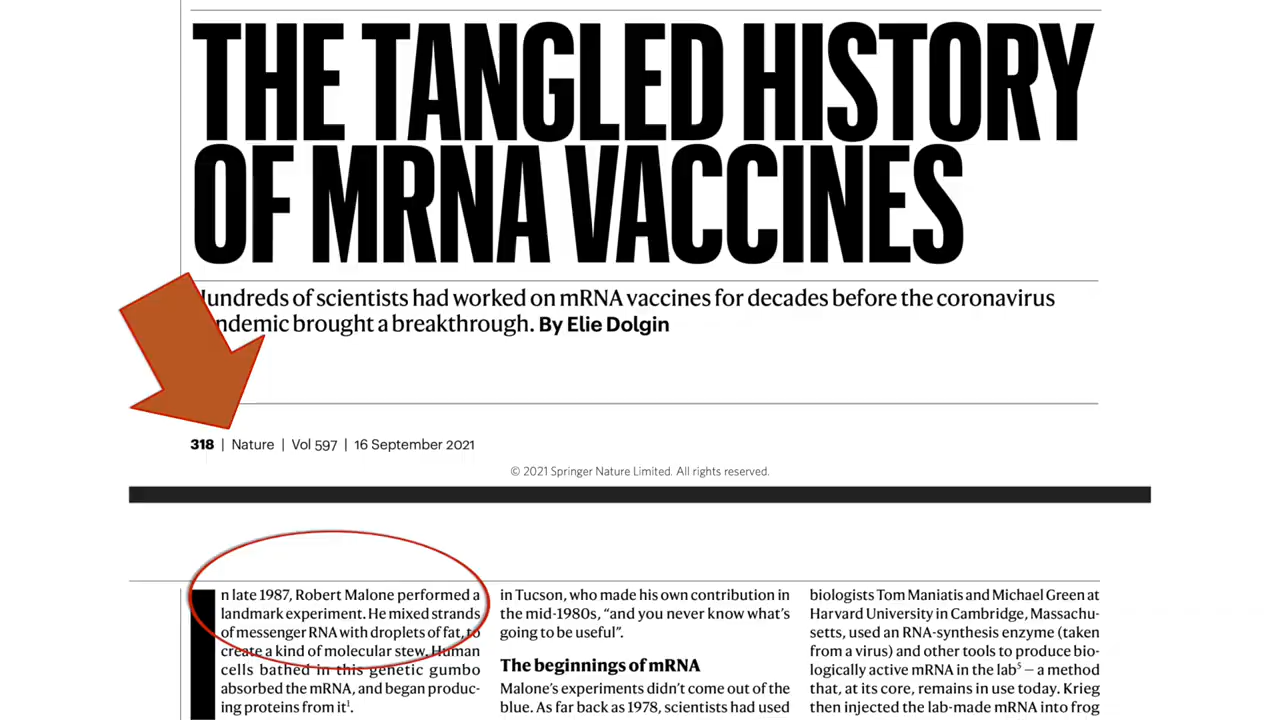 THE TANGLED HISTORY
OF MRNA VACCINES
Hundreds of scientists had worked on mRNA vaccines for decades before the coronavirus
ndemic brought a breakthrough. By Elie Dolgin
318 | Nature | Vol 597 | 16 September 2021
© 2021 Springer Nature Limited. All rights reserved.
In late 1987, Robert Malone performed a
landmark experiment. He mixed strands
of messenger RNA with droplets of fat, to
create a kind of molecular stew. Human
cells bathed in this genetic gumbo
absorbed the mRNA, and began produc-
ing proteins from it¹.
in Tucson, who made his own contribution in
the mid-1980s, “and you never know what’s
going to be useful”.
The beginnings of mRNA
Malone’s experiments didn’t come out of the
blue. As far back as 1978, scientists had used
biologists Tom Maniatis and Michael Green at
Harvard University in Cambridge, Massachu-
setts, used an RNA-synthesis enzyme (taken
from a virus) and other tools to produce bio-
logically active mRNA in the lab⁵ — a method
that, at its core, remains in use today. Krieg
then injected the lab-made mRNA into frog